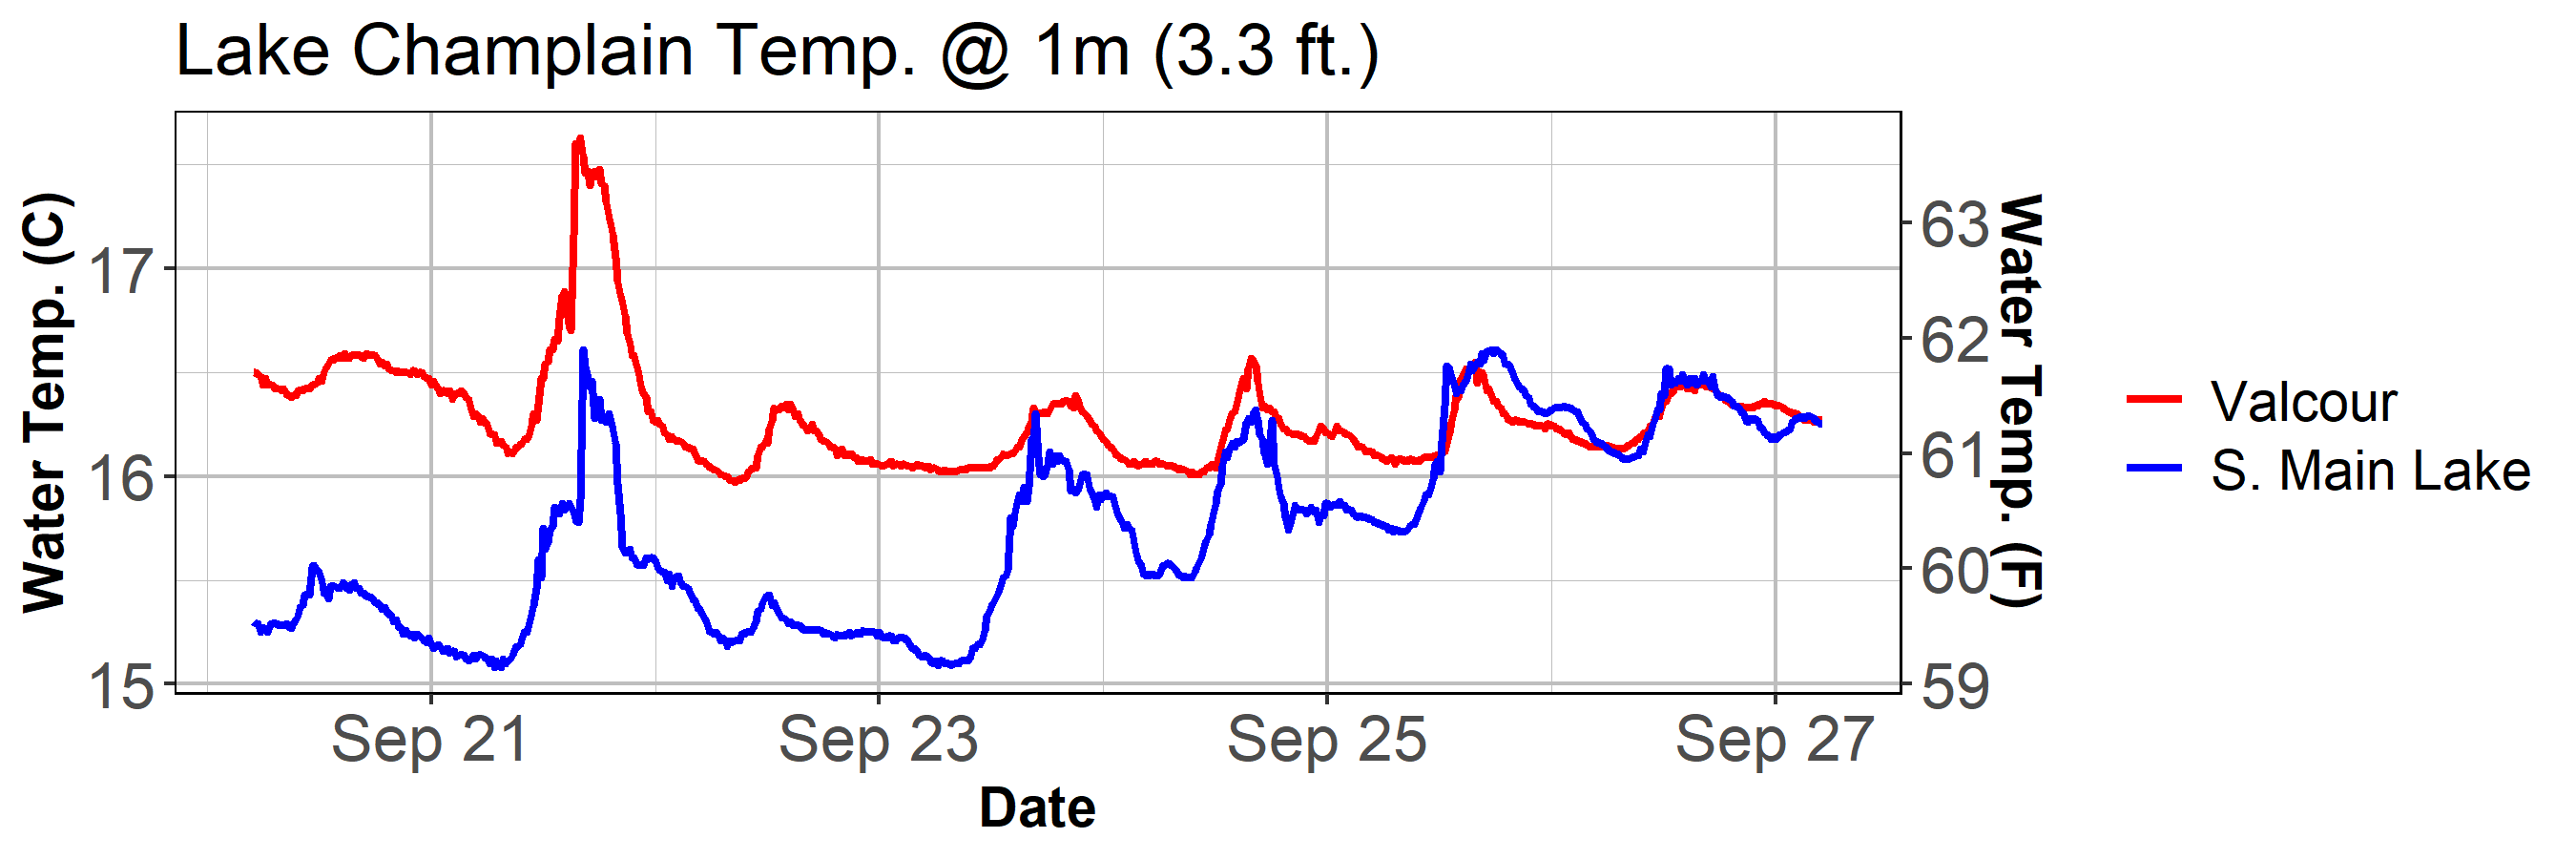 Lake Champlain Temp. @ 1m (3.3 ft.)
Water Temp. (C)
17
16
15
63
62
61
60
59
Water Temp. (F)
Sep 21
Sep 23
Sep 25
Sep 27
Date
Valcour
S. Main Lake